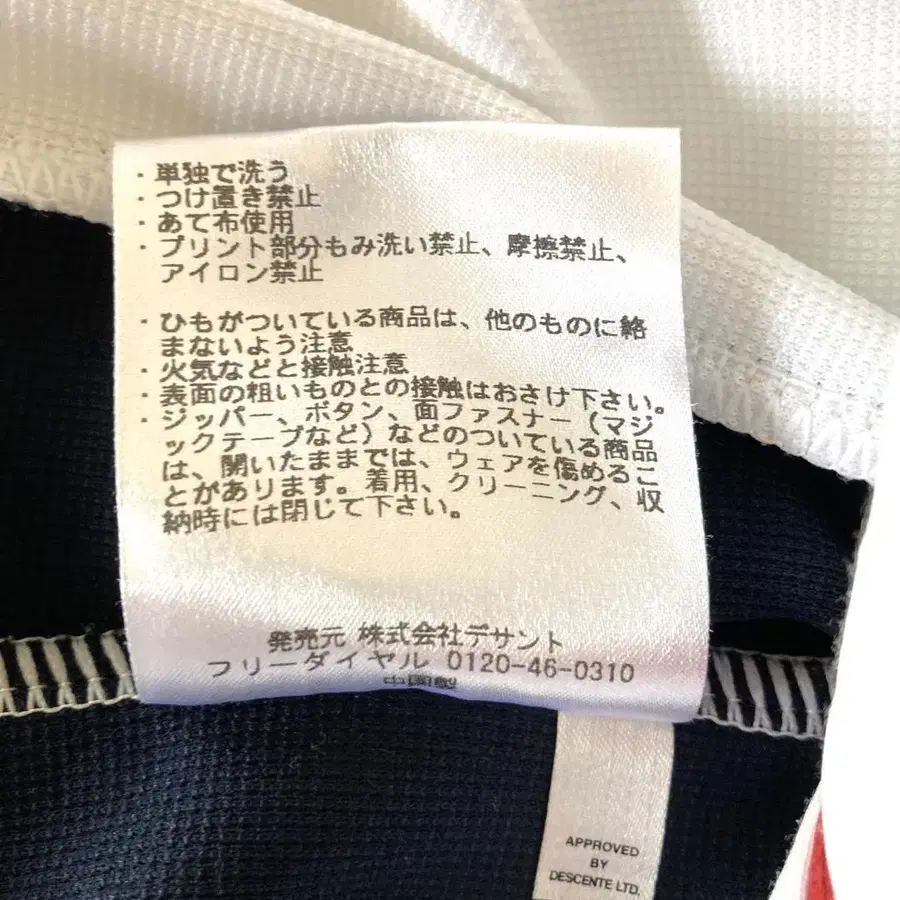 ・単独で洗う
・つけ置き禁止
・あて布使用
・プリント部分もみ洗い禁止、摩擦禁止、
アイロン禁止
・ひもがついている商品は、他のものに絡
まないよう注意
・火気などと接触注意
・表面の粗いものとの接触はおさけ下さい。
・ジッパー、ボタン、面ファスナー（マジ
ックテープなど）などのついている商品
は、開いたままでは、ウェアを傷めるこ
とがあります。着用、クリーニング、収
納時には閉じて下さい。
発売元 株式会社デサント
フリーダイヤル 0120-46-0310
中国製
APPROVED
BY
DESCENTE LTD.